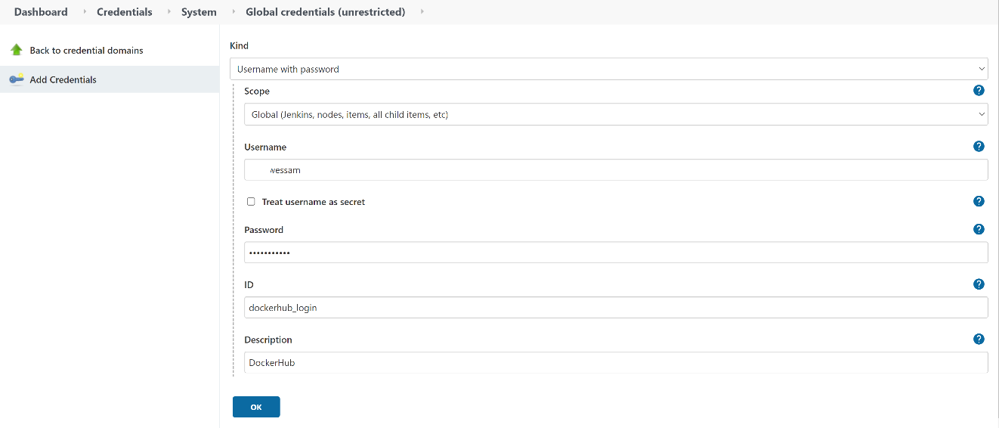 Dashboard Credentials System Global credentials (unrestricted)
Back to credential domains
Add Credentials
Kind
Username with password
Scope
?
Global (Jenkins, nodes, items, all child items, etc)
Username
?
wessam
Treat username as secret
?
Password
?
•••••••••••
ID
?
dockerhub_login
Description
?
DockerHub
OK